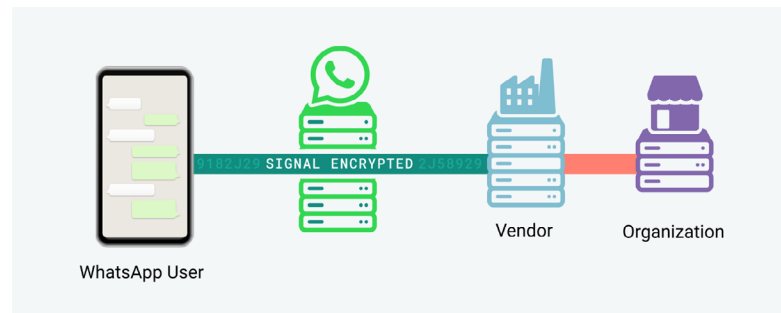 9182J29 SIGNAL ENCRYPTED 2J58929
Vendor
Organization
WhatsApp User